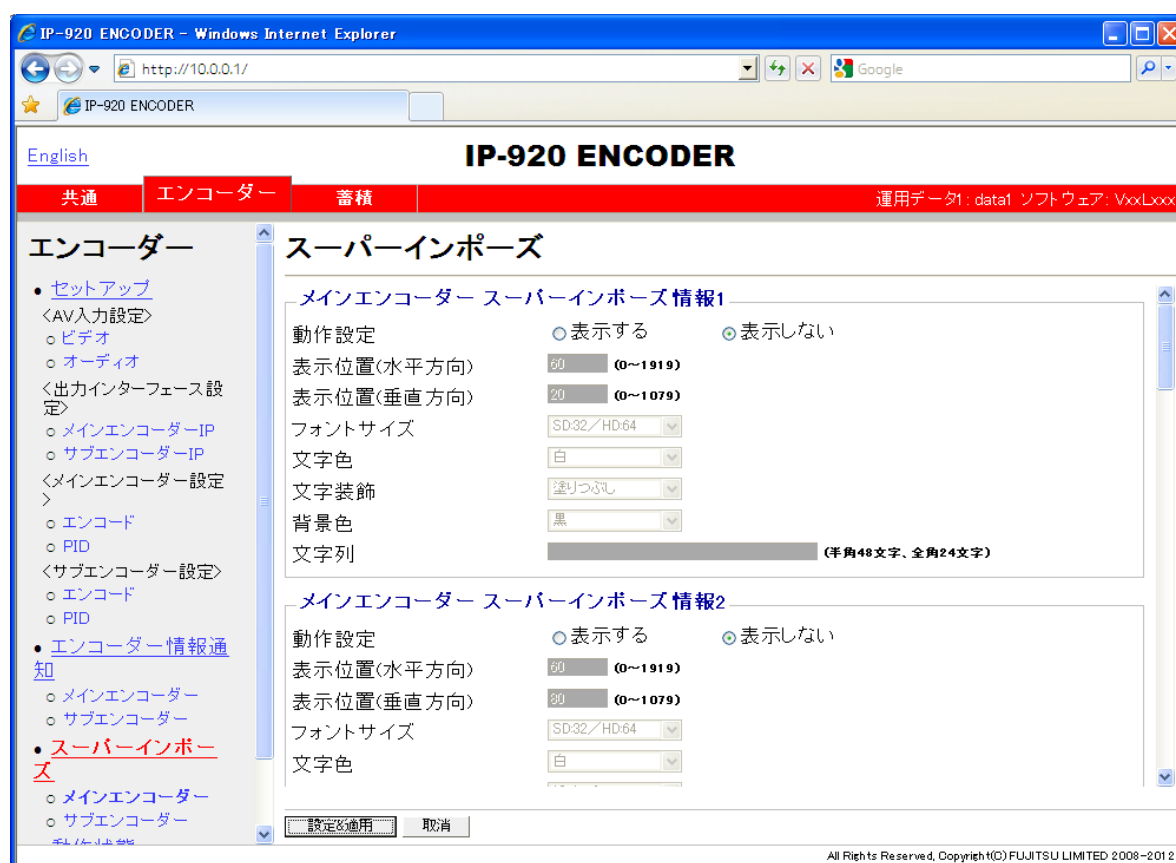 IP-920 ENCODER - Windows Internet Explorer
http://10.0.0.1/
Google
IP-920 ENCODER
English
IP-920 ENCODER
共通
エンコーダー
蓄積
運用データ1: data1 ソフトウェア: VxxLxxx
エンコーダー
セットアップ
<AV入力設定>
ビデオ
オーディオ
<出力インターフェース設
定>
メインエンコーダーIP
サブエンコーダーIP
<メインエンコーダー設定
>
エンコード
PID
<サブエンコーダー設定>
エンコード
PID
エンコーダー情報通
知
メインエンコーダー
サブエンコーダー
スーパーインポー
ズ
メインエンコーダー
サブエンコーダー
動作状態
スーパーインポーズ
メインエンコーダー スーパーインポーズ情報1
動作設定 表示する 表示しない
表示位置(水平方向) 60 (0~1919)
表示位置(垂直方向) 20 (0~1079)
フォントサイズ SD:32/HD:64
文字色 白
文字装飾 塗りつぶし
背景色 黒
文字列 (半角48文字、全角24文字)
メインエンコーダー スーパーインポーズ情報2
動作設定 表示する 表示しない
表示位置(水平方向) 60 (0~1919)
表示位置(垂直方向) 80 (0~1079)
フォントサイズ SD:32/HD:64
文字色 白
設定&適用 取消
All Rights Reserved, Copyright(C) FUJITSU LIMITED 2008-2012